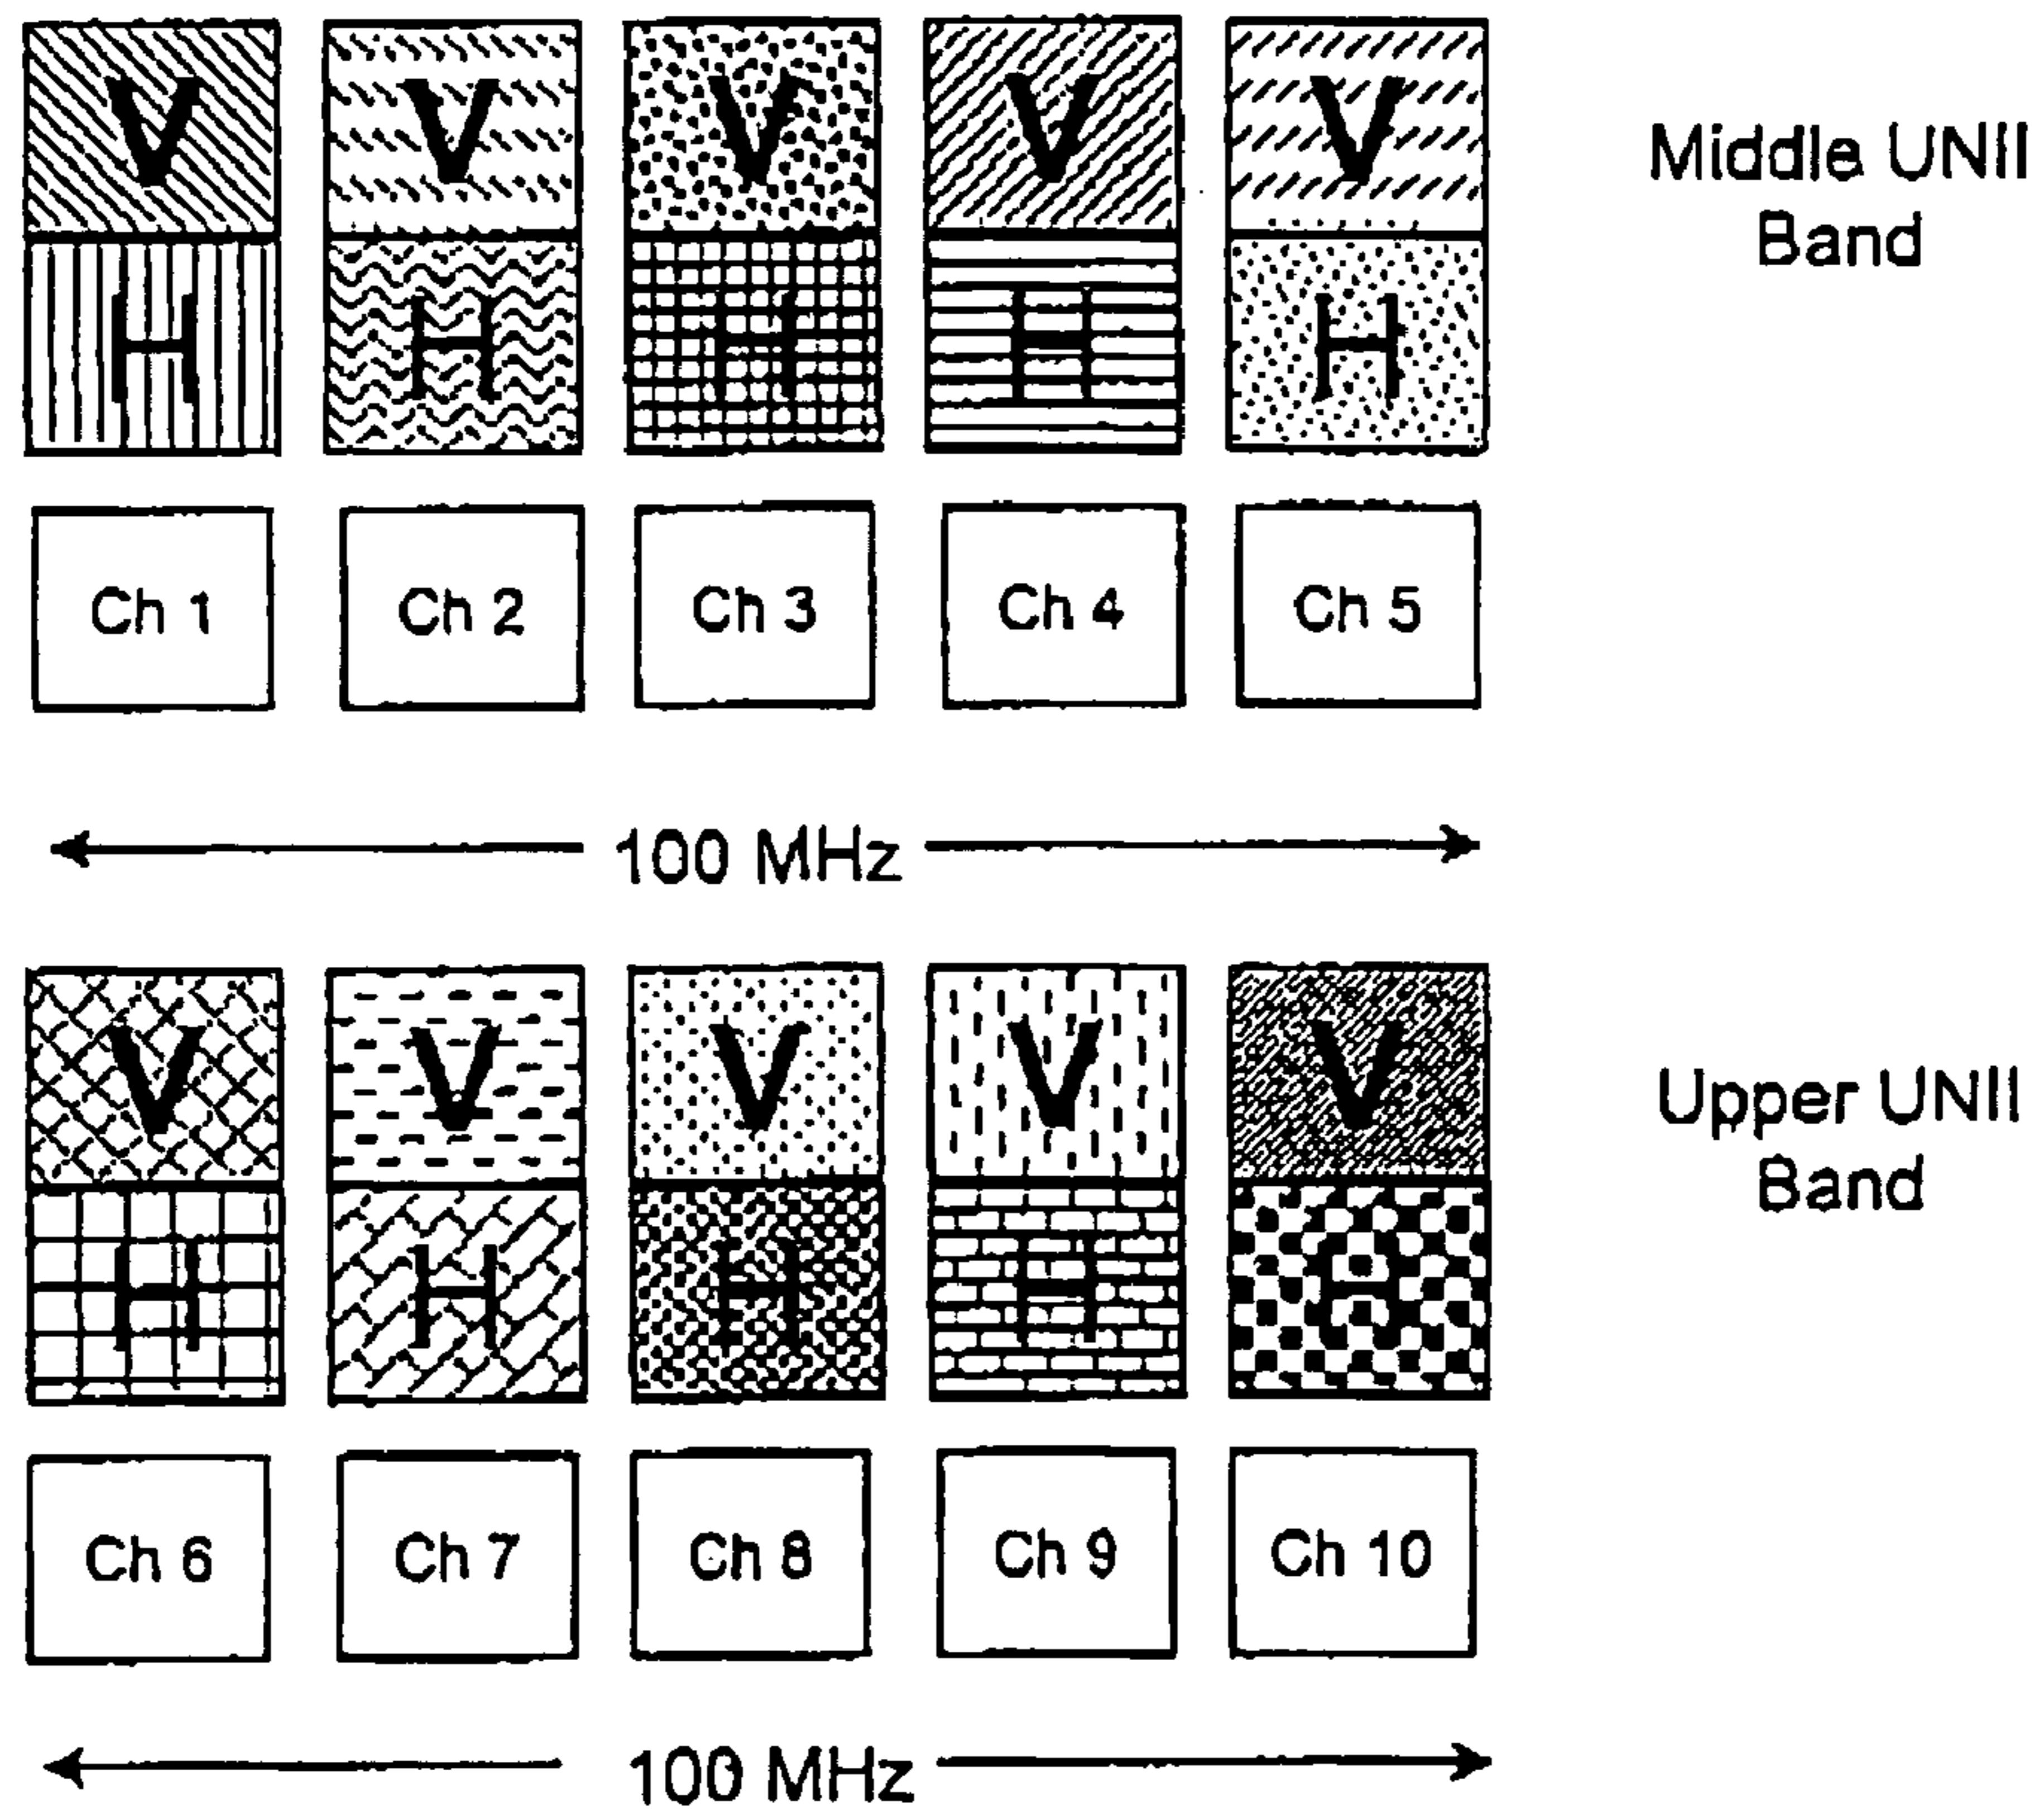 V V V V V
Middle UNII
Band
H H H H H
Ch 1 Ch 2 Ch 3 Ch 4 Ch 5
100 MHz
V V V V V
Upper UNII
Band
H H H H H
Ch 6 Ch 7 Ch 8 Ch 9 Ch 10
100 MHz